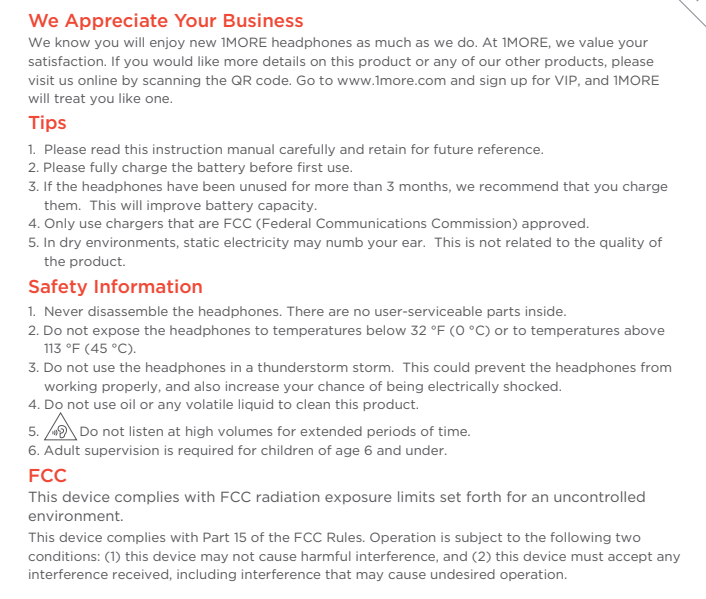 We Appreciate Your Business
We know you will enjoy new 1MORE headphones as much as we do. At 1MORE, we value your
satisfaction. If you would like more details on this product or any of our other products, please
visit us online by scanning the QR code. Go to www.1more.com and sign up for VIP, and 1MORE
will treat you like one.
Tips
1. Please read this instruction manual carefully and retain for future reference.
2. Please fully charge the battery before first use.
3. If the headphones have been unused for more than 3 months, we recommend that you charge
them. This will improve battery capacity.
4. Only use chargers that are FCC (Federal Communications Commission) approved.
5. In dry environments, static electricity may numb your ear. This is not related to the quality of
the product.
Safety Information
1. Never disassemble the headphones. There are no user-serviceable parts inside.
2. Do not expose the headphones to temperatures below 32 °F (0 °C) or to temperatures above
113 °F (45 °C).
3. Do not use the headphones in a thunderstorm storm. This could prevent the headphones from
working properly, and also increase your chance of being electrically shocked.
4. Do not use oil or any volatile liquid to clean this product.
5. Do not listen at high volumes for extended periods of time.
6. Adult supervision is required for children of age 6 and under.
FCC
This device complies with FCC radiation exposure limits set forth for an uncontrolled
environment.
This device complies with Part 15 of the FCC Rules. Operation is subject to the following two
conditions: (1) this device may not cause harmful interference, and (2) this device must accept any
interference received, including interference that may cause undesired operation.